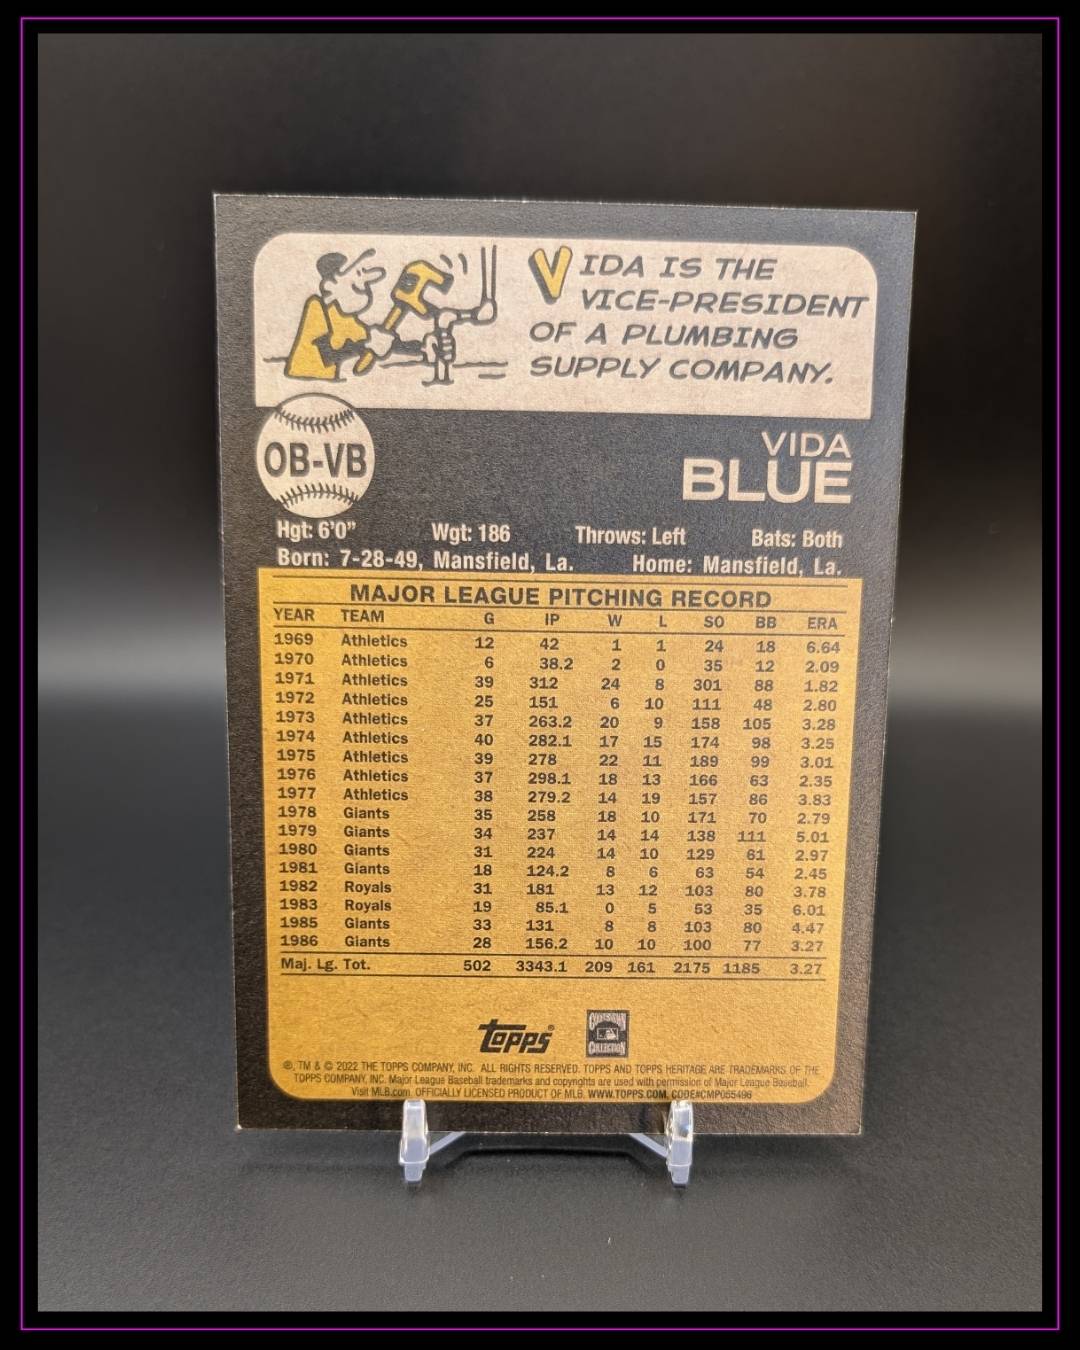 VIDA IS THE
VICE-PRESIDENT
OF A PLUMBING
SUPPLY COMPANY.
OB-VB
VIDA
BLUE
Hgt: 6'0" Wgt: 186 Throws: Left Bats: Both
Born: 7-28-49, Mansfield, La. Home: Mansfield, La.
MAJOR LEAGUE PITCHING RECORD
YEAR TEAM G IP W L SO BB ERA
1969 Athletics 12 42 1 1 24 18 6.64
1970 Athletics 6 38.2 2 0 35 12 2.09
1971 Athletics 39 312 24 8 301 88 1.82
1972 Athletics 25 151 6 10 111 48 2.80
1973 Athletics 37 263.2 20 9 158 105 3.28
1974 Athletics 40 282.1 17 15 174 98 3.25
1975 Athletics 39 278 22 11 189 99 3.01
1976 Athletics 37 298.1 18 13 166 63 2.35
1977 Athletics 38 279.2 14 19 157 86 3.83
1978 Giants 35 258 18 10 171 70 2.79
1979 Giants 34 237 14 14 138 111 5.01
1980 Giants 31 224 14 10 129 61 2.97
1981 Giants 18 124.2 8 6 63 54 2.45
1982 Royals 31 181 13 12 103 80 3.78
1983 Royals 19 85.1 0 5 53 35 6.01
1985 Giants 33 131 8 8 103 80 4.47
1986 Giants 28 156.2 10 10 100 77 3.27
Maj. Lg. Tot. 502 3343.1 209 161 2175 1185 3.27
Topps® COOPERSTOWN COLLECTION
®, TM & © 2022 THE TOPPS COMPANY, INC. ALL RIGHTS RESERVED. TOPPS AND TOPPS HERITAGE ARE TRADEMARKS OF THE
TOPPS COMPANY, INC. Major League Baseball trademarks and copyrights are used with permission of Major League Baseball.
Visit MLB.com. OFFICIALLY LICENSED PRODUCT OF MLB. WWW.TOPPS.COM. CODE#CMP055496